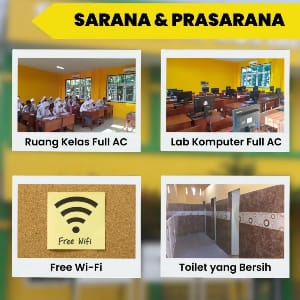 SARANA & PRASARANA
Ruang Kelas Full AC
Lab Komputer Full AC
Free Wifi
Free Wi-Fi
Toilet yang Bersih